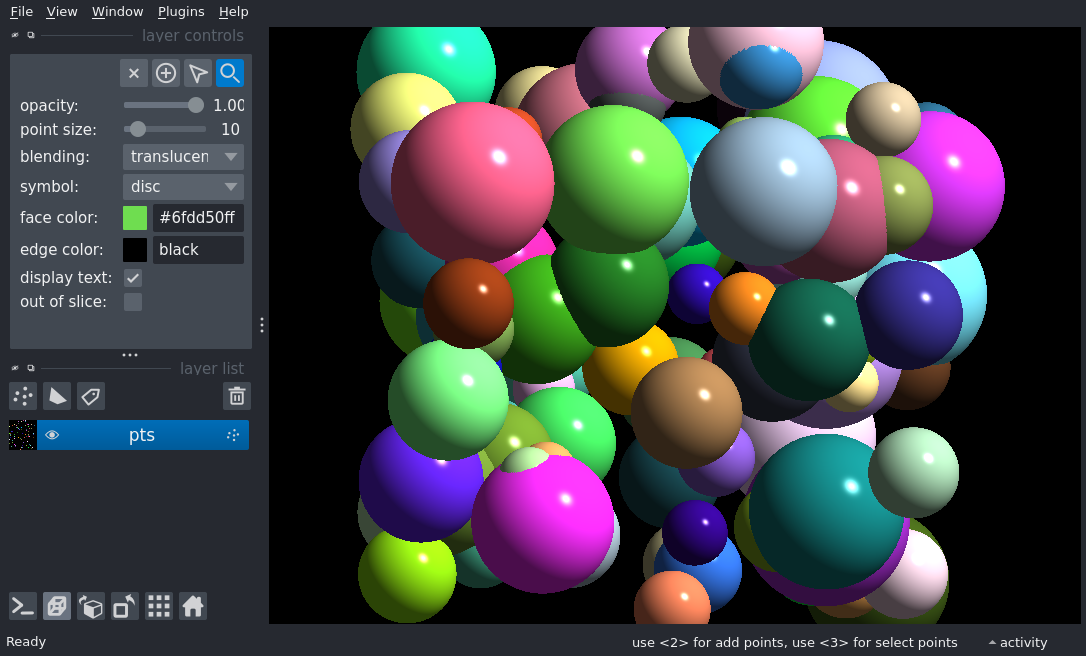 File View Window Plugins Help
layer controls
opacity: 1.00
point size: 10
blending: translucen
symbol: disc
face color: #6fdd50ff
edge color: black
display text:
out of slice:
layer list
pts
Ready
use <2> for add points, use <3> for select points
activity